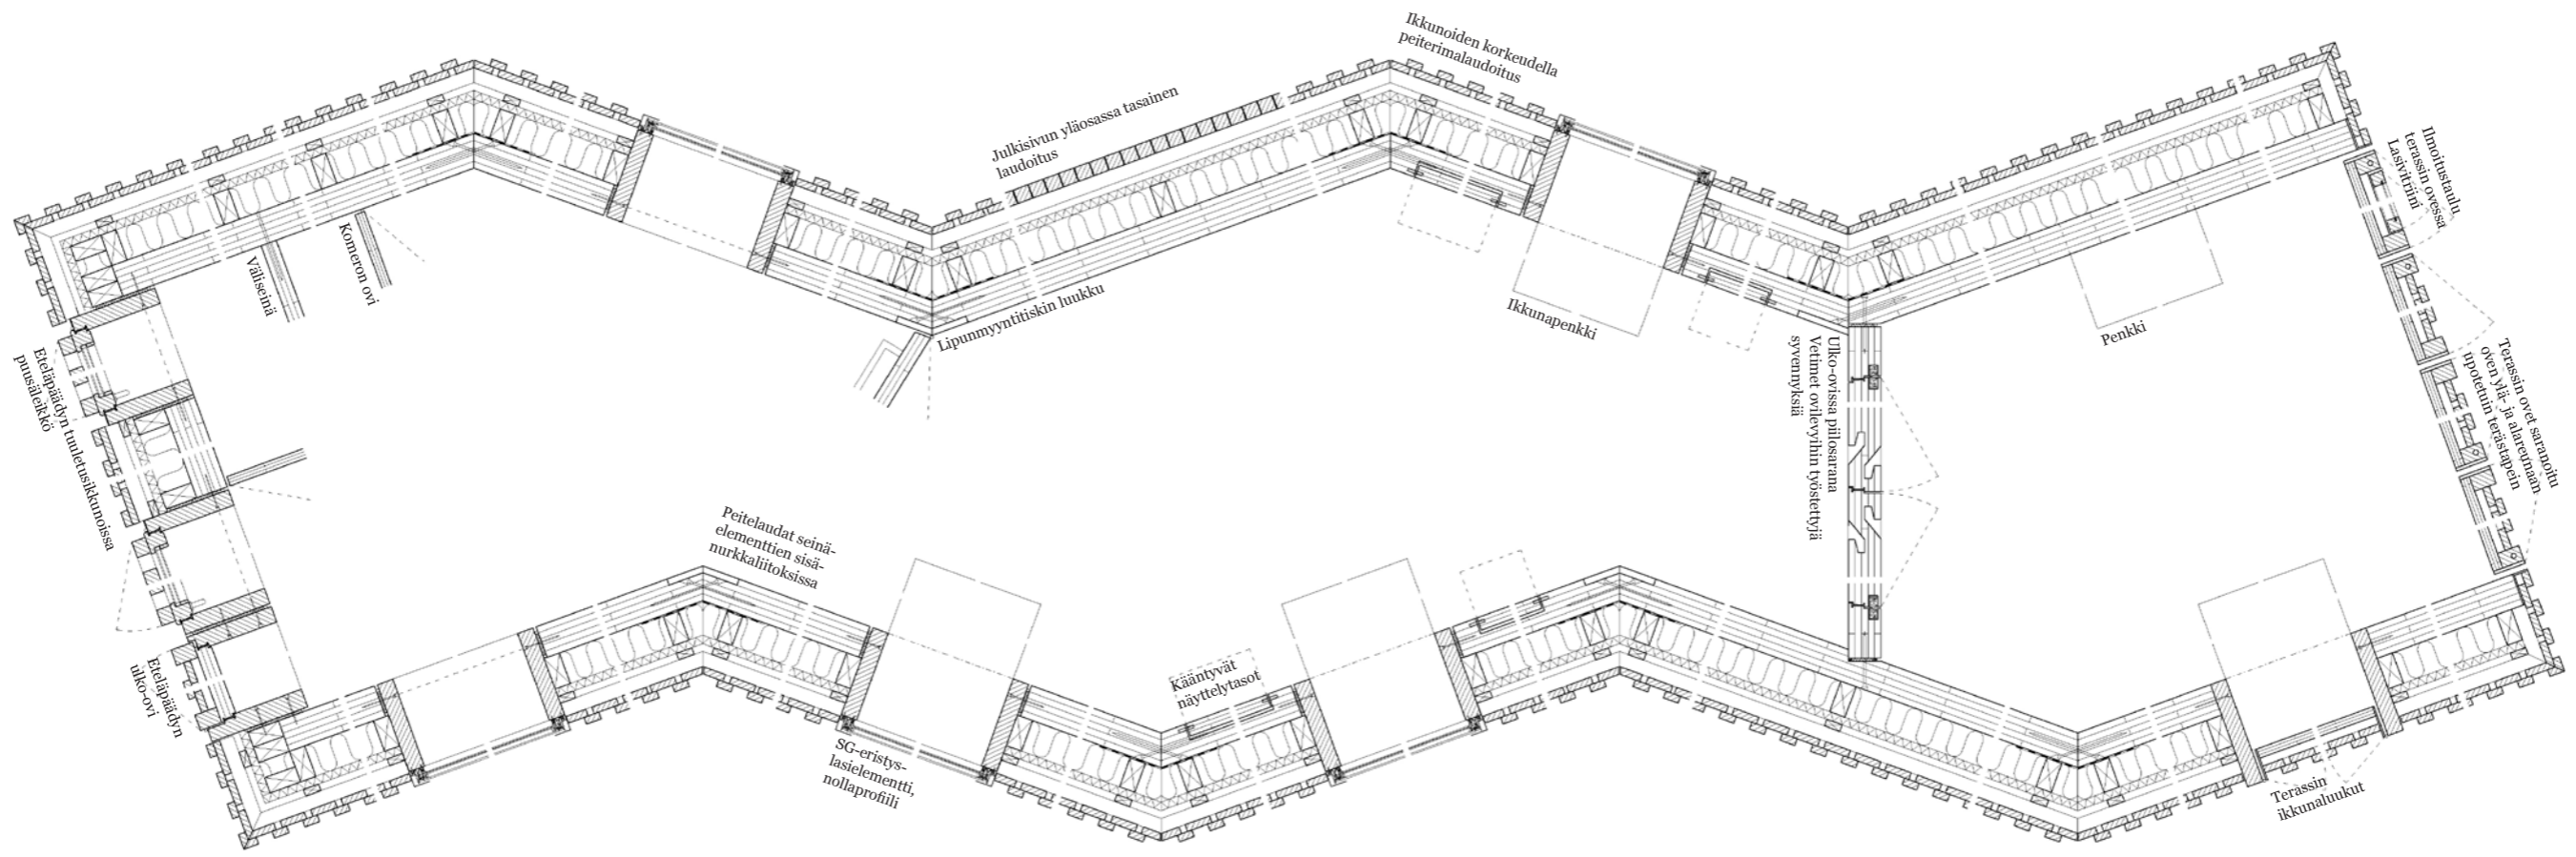 Ikkunoiden korkeudella
peiterimalaudoitus
Julkisivun yläosassa tasainen
laudoitus
Ilmoitustaulu
terassin ovessa
Lasivitriini
Väliseinä
Komeron ovi
Lipunmyyntitiskin luukku
Ikkunapenkki
Penkki
Ulko-ovissa piilosarana
Vetimet ovilevyihin työstettyjä
syvennyksiä
Terassin ovet saranoitu
oven ylä- ja alareunaan
upotetuin terästapein
Eteläpäädyn tuuletusikkunoissa
puusäleikkö
Peitelaudat seinä-
elementtien sisä-
nurkkaliitoksissa
Eteläpäädyn
ulko-ovi
Kääntyvät
näyttelytasot
SG-eristys-
lasielementti,
nollaprofiili
Terassin
ikkunaluukut